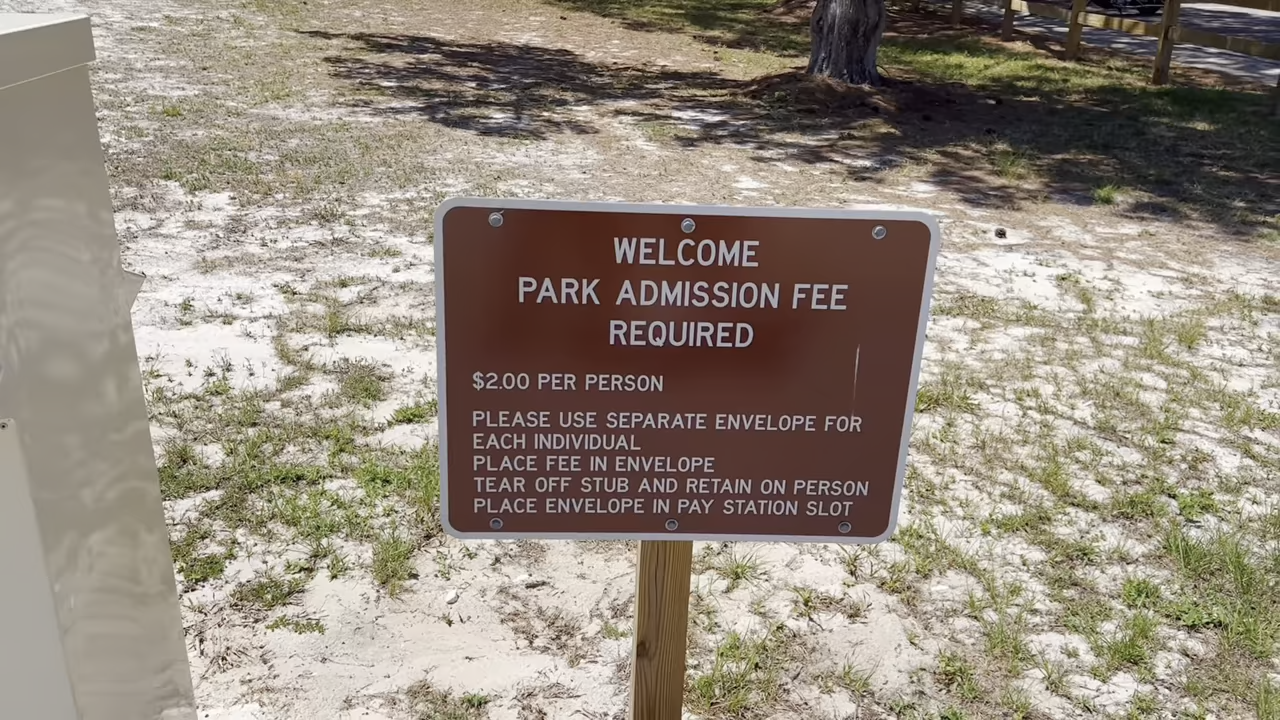 WELCOME
PARK ADMISSION FEE
REQUIRED
$2.00 PER PERSON
PLEASE USE SEPARATE ENVELOPE FOR
EACH INDIVIDUAL
PLACE FEE IN ENVELOPE
TEAR OFF STUB AND RETAIN ON PERSON
PLACE ENVELOPE IN PAY STATION SLOT